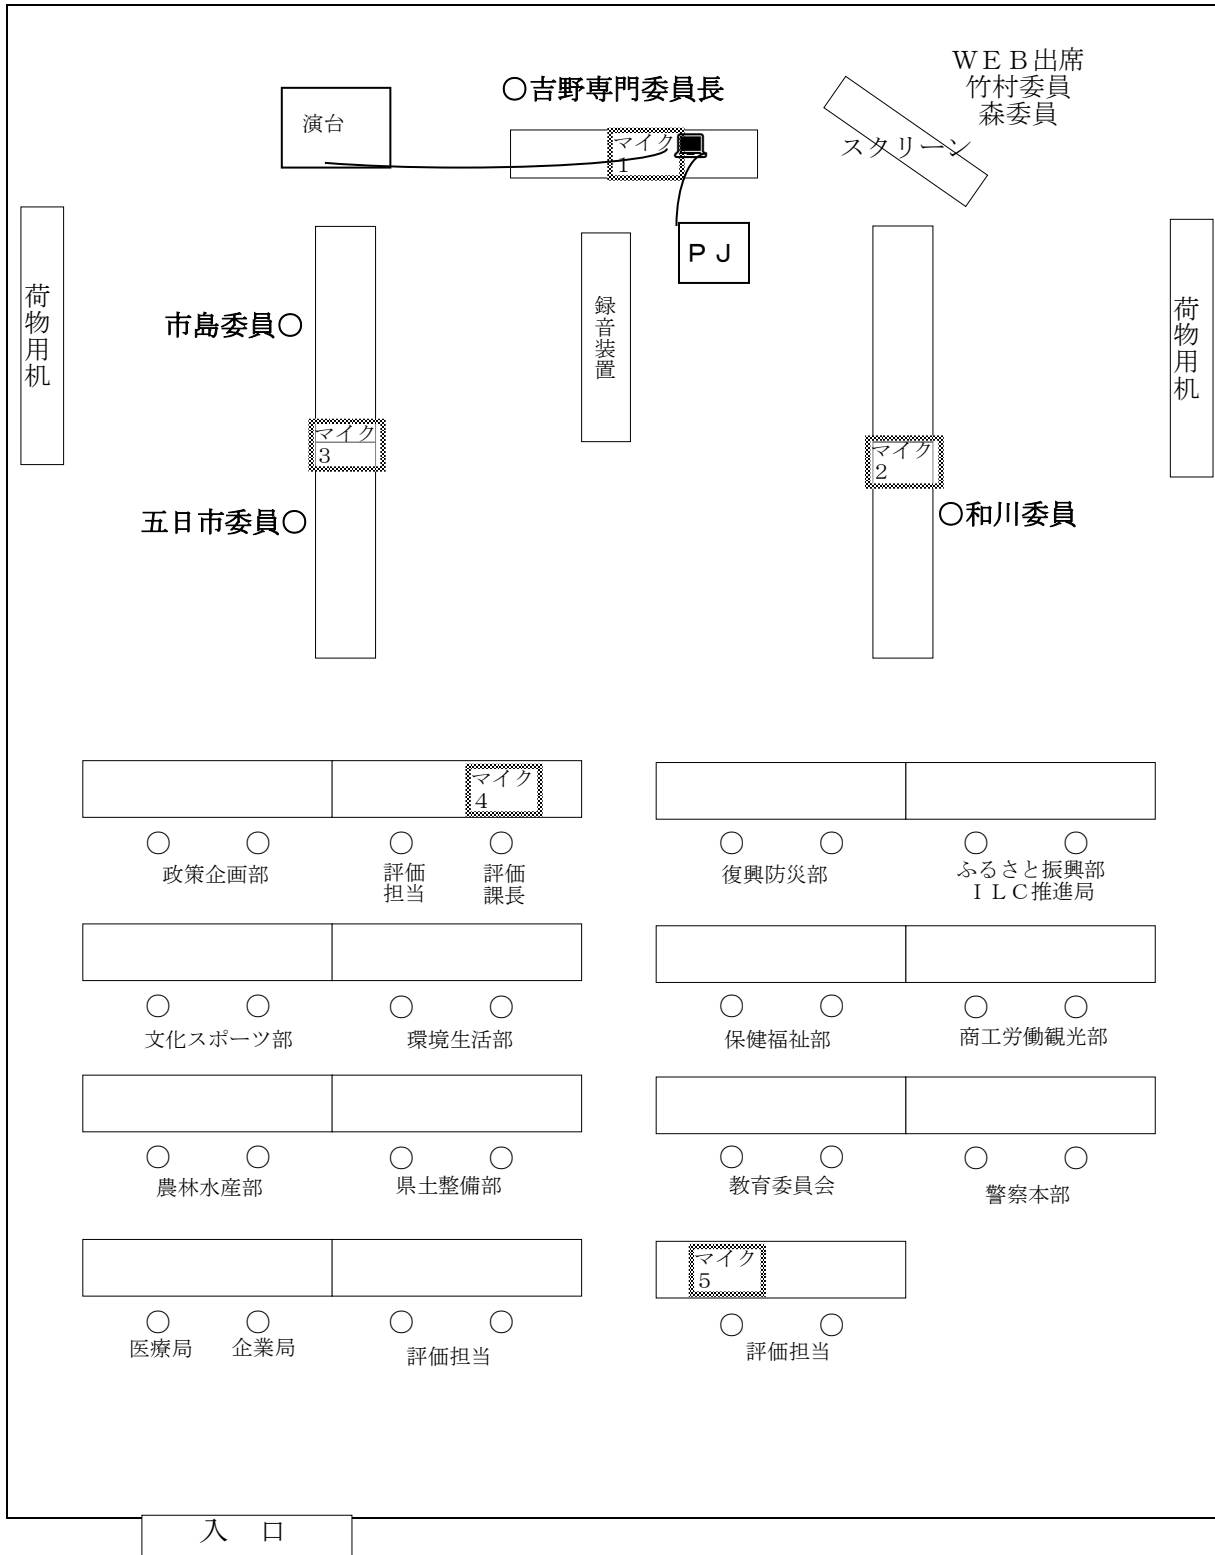 ＷＥＢ出席
竹村委員
森委員
○吉野専門委員長
演台
マイク
１
スクリーン
ＰＪ
荷物用机
市島委員○
録音装置
荷物用机
マイク
３
マイク
２
五日市委員○
○和川委員
マイク
４
○ ○ ○ ○ ○ ○ ○ ○
政策企画部
評価
担当
評価
課長
復興防災部
ふるさと振興部
ＩＬＣ推進局
○ ○ ○ ○ ○ ○ ○ ○
文化スポーツ部
環境生活部
保健福祉部
商工労働観光部
○ ○ ○ ○ ○ ○ ○ ○
農林水産部
県土整備部
教育委員会
警察本部
マイク
５
○ ○ ○ ○ ○ ○
医療局
企業局
評価担当
評価担当
入　口